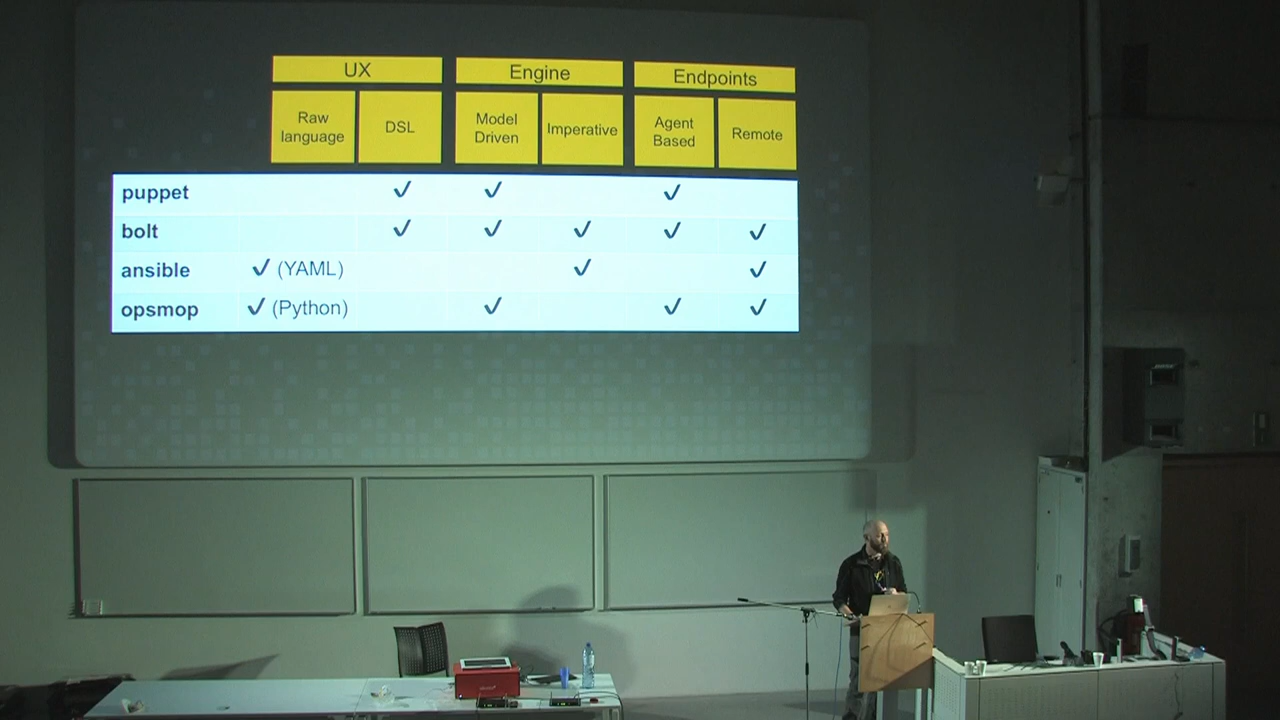 UX Engine Endpoints
Raw language DSL Model Driven Imperative Agent Based Remote
puppet ✓ ✓ ✓
bolt ✓ ✓ ✓ ✓ ✓
ansible ✓ (YAML) ✓ ✓
opsmop ✓ (Python) ✓ ✓ ✓